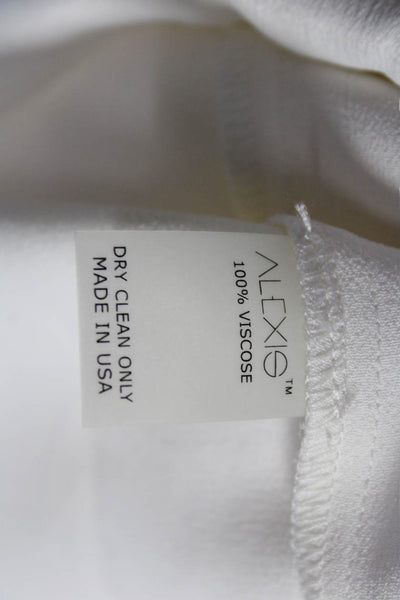 ALEXIS™
100% VISCOSE
DRY CLEAN ONLY
MADE IN USA